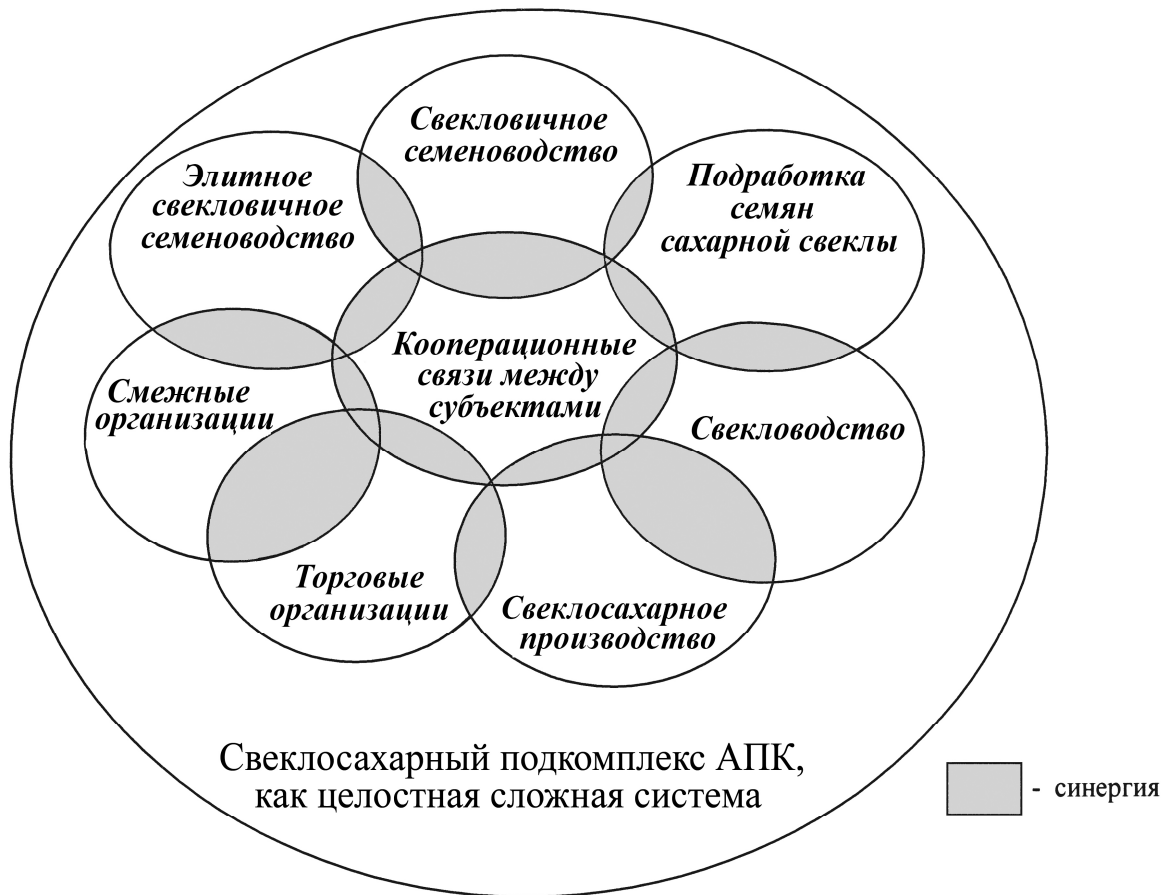 Свекловичное
семеноводство
Элитное
свекловичное
семеноводство
Подработка
семян
сахарной свеклы
Кооперационные
связи между
субъектами
Смежные
организации
Свекловодство
Торговые
организации
Свеклосахарное
производство
Свеклосахарный подкомплекс АПК,
как целостная сложная система
- синергия